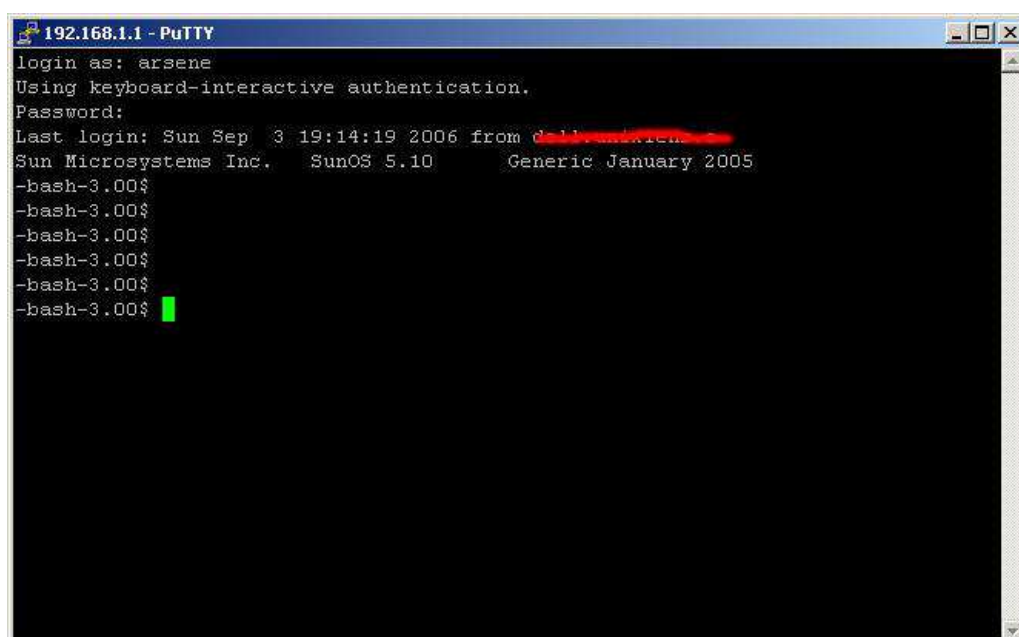 192.168.1.1 - PuTTY
login as: arsene
Using keyboard-interactive authentication.
Password:
Last login: Sun Sep  3 19:14:19 2006 from
Sun Microsystems Inc.   SunOS 5.10      Generic January 2005
-bash-3.00$
-bash-3.00$
-bash-3.00$
-bash-3.00$
-bash-3.00$
-bash-3.00$